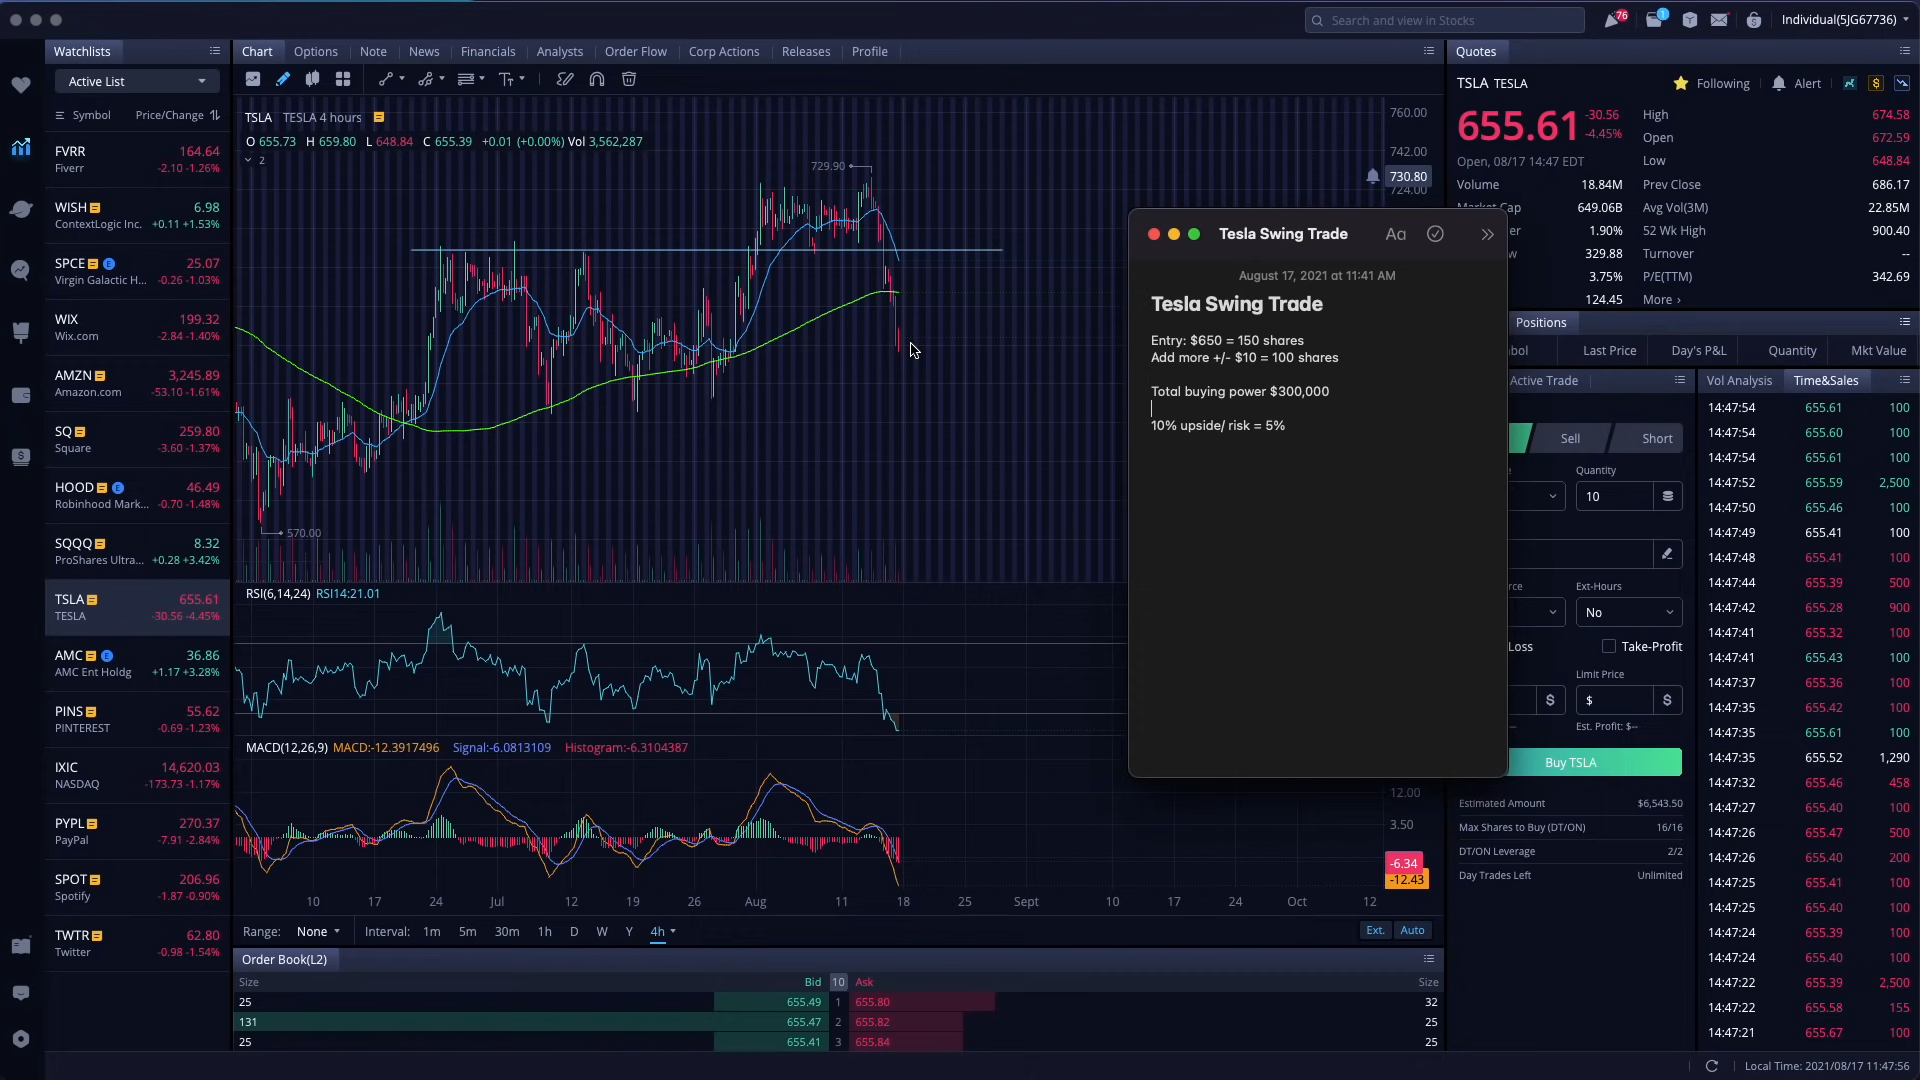 Search and view in Stocks
76
1
Individual(5JG67736)
Watchlists
Active List
Symbol Price/Change
FVRR 164.64
Fiverr -2.10 -1.26%
WISH 6.98
ContextLogic Inc. +0.11 +1.53%
SPCE E 25.07
Virgin Galactic H... -0.26 -1.03%
WIX 199.32
Wix.com -2.84 -1.40%
AMZN 3,245.89
Amazon.com -53.10 -1.61%
SQ 259.80
Square -3.60 -1.37%
HOOD E 46.49
Robinhood Mark... -0.70 -1.48%
SQQQ 8.32
ProShares Ultra... +0.28 +3.42%
TSLA 655.61
TESLA -30.56 -4.45%
AMC E 36.86
AMC Ent Holdg +1.17 +3.28%
PINS 55.62
PINTEREST -0.69 -1.23%
IXIC 14,620.03
NASDAQ -173.73 -1.17%
PYPL 270.37
PayPal -7.91 -2.84%
SPOT 206.96
Spotify -1.87 -0.90%
TWTR 62.80
Twitter -0.98 -1.54%
Chart Options Note News Financials Analysts Order Flow Corp Actions Releases Profile
TSLA TESLA 4 hours
O 655.73 H 659.80 L 648.84 C 655.39 +0.01 (+0.00%) Vol 3,562,287
2
729.90
570.00
760.00
742.00
730.80
724.00
RSI(6,14,24) RSI14:21.01
MACD(12,26,9) MACD:-12.3917496 Signal:-6.0813109 Histogram:-6.3104387
12.00
3.50
-6.34
-12.43
10 17 24 Jul 12 19 26 Aug 11 18 25 Sept 10 17 24 Oct 12
Range: None Interval: 1m 5m 30m 1h D W Y 4h Ext. Auto
Order Book(L2)
Size Bid 10 Ask Size
25 655.49 1 655.80 32
131 655.47 2 655.82 25
25 655.41 3 655.84 25
Tesla Swing Trade Aa
August 17, 2021 at 11:41 AM
Tesla Swing Trade
Entry: $650 = 150 shares
Add more +/- $10 = 100 shares
Total buying power $300,000
10% upside/ risk = 5%
Quotes
TSLA TESLA Following Alert
655.61 -30.56
-4.45%
Open, 08/17 14:47 EDT
High 674.58
Open 672.59
Low 648.84
Volume 18.84M Prev Close 686.17
649.06B Avg Vol(3M) 22.85M
1.90% 52 Wk High 900.40
329.88 Turnover --
3.75% P/E(TTM) 342.69
124.45 More
Positions
Last Price Day's P&L Quantity Mkt Value
Active Trade
Sell Short
Quantity
10
Ext-Hours
No
Loss Take-Profit
Limit Price
$ $ $
Est. Profit: $--
Buy TSLA
Estimated Amount $6,543.50
Max Shares to Buy (DT/ON) 16/16
DT/ON Leverage 2/2
Day Trades Left Unlimited
Vol Analysis Time&Sales
14:47:54 655.61 100
14:47:54 655.60 100
14:47:54 655.61 100
14:47:52 655.59 2,500
14:47:50 655.46 100
14:47:49 655.41 100
14:47:48 655.41 100
14:47:44 655.39 500
14:47:42 655.28 900
14:47:41 655.32 100
14:47:41 655.43 100
14:47:37 655.36 100
14:47:35 655.42 100
14:47:35 655.61 100
14:47:35 655.52 1,290
14:47:32 655.46 458
14:47:27 655.40 100
14:47:26 655.47 500
14:47:26 655.40 200
14:47:25 655.41 100
14:47:25 655.40 100
14:47:24 655.39 100
14:47:24 655.40 100
14:47:23 655.39 2,500
14:47:22 655.58 155
14:47:21 655.67 100
Local Time: 2021/08/17 11:47:56